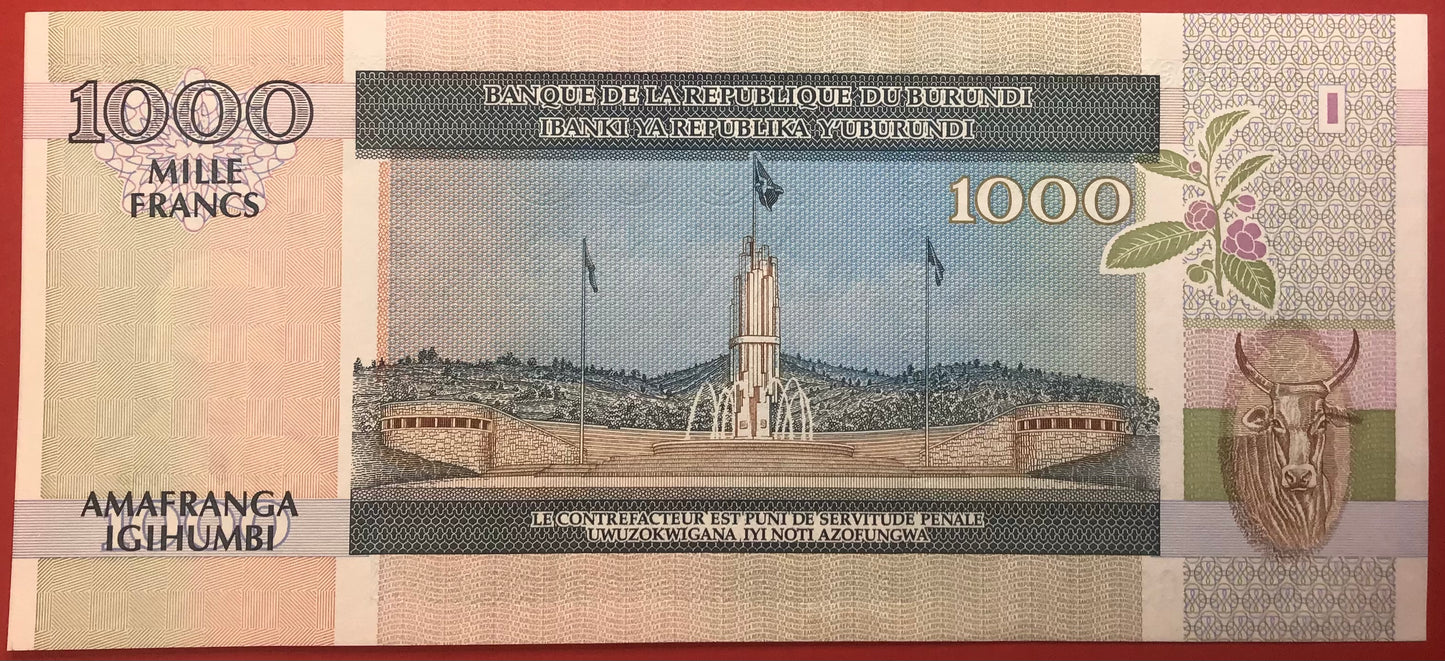 1000
MILLE
FRANCS
BANQUE DE LA REPUBLIQUE DU BURUNDI
IBANKI YA REPUBLIKA Y'UBURUNDI
1000
AMAFRANGA
IGIHUMBI
1000
LE CONTREFACTEUR EST PUNI DE SERVITUDE PENALE
UWUZOKWIGANA IYI NOTI AZOFUNGWA